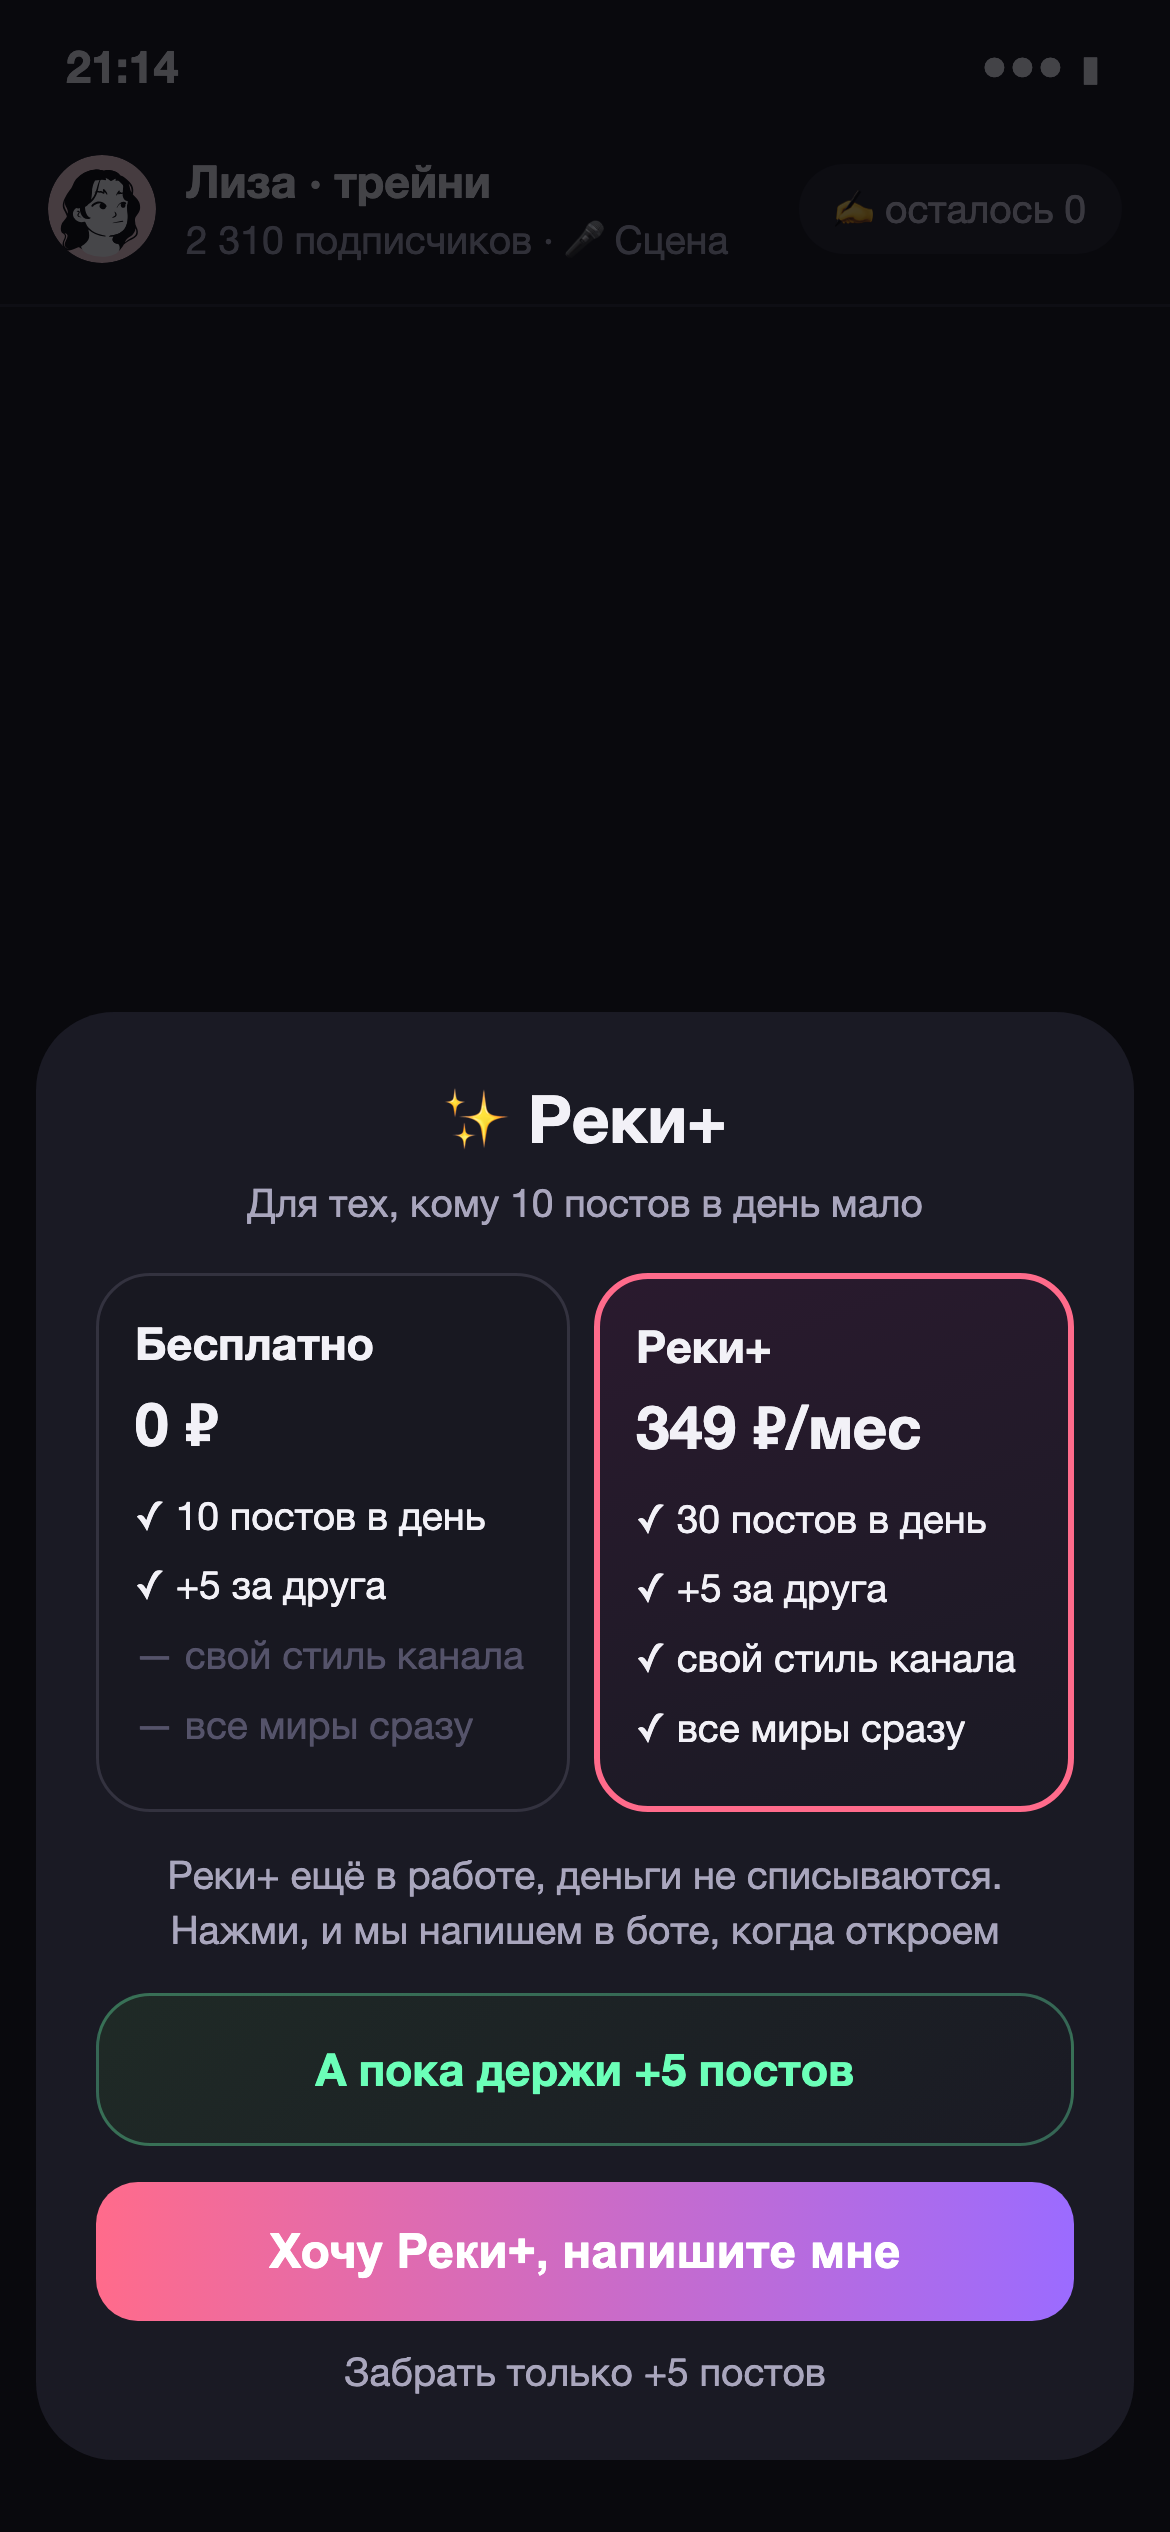 21:14
Лиза · трейни
2 310 подписчиков · 🎤 Сцена
✍️ осталось 0
✨ Реки+
Для тех, кому 10 постов в день мало
Бесплатно
0 ₽
✓ 10 постов в день
✓ +5 за друга
— свой стиль канала
— все миры сразу
Реки+
349 ₽/мес
✓ 30 постов в день
✓ +5 за друга
✓ свой стиль канала
✓ все миры сразу
Реки+ ещё в работе, деньги не списываются.
Нажми, и мы напишем в боте, когда откроем
А пока держи +5 постов
Хочу Реки+, напишите мне
Забрать только +5 постов